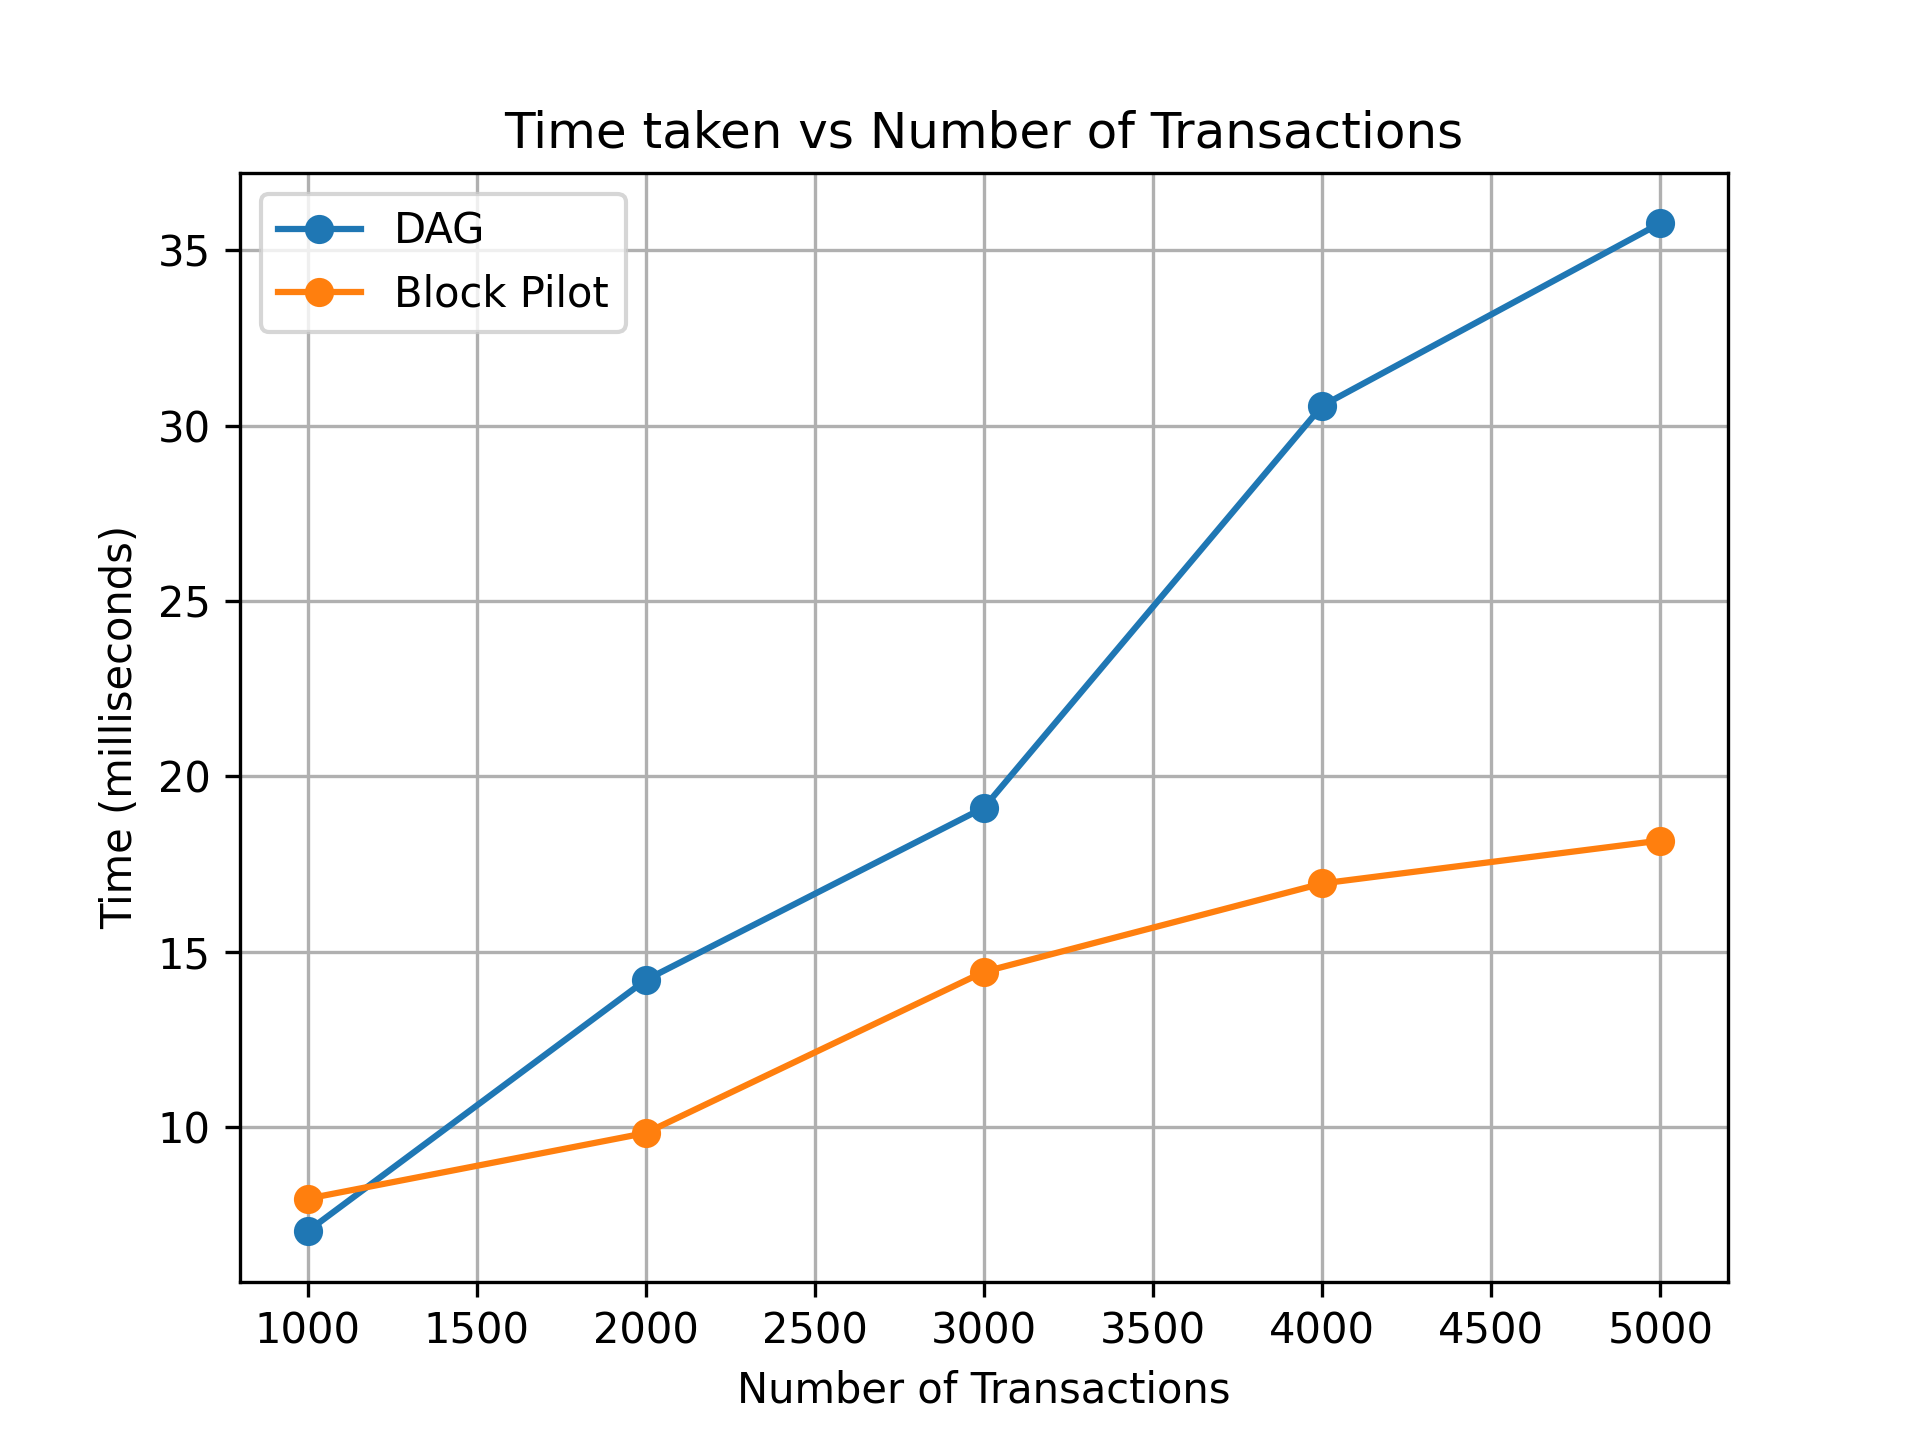 Time taken vs Number of Transactions
DAG
Block Pilot
35
30
25
20
15
10
Time (milliseconds)
1000 1500 2000 2500 3000 3500 4000 4500 5000
Number of Transactions